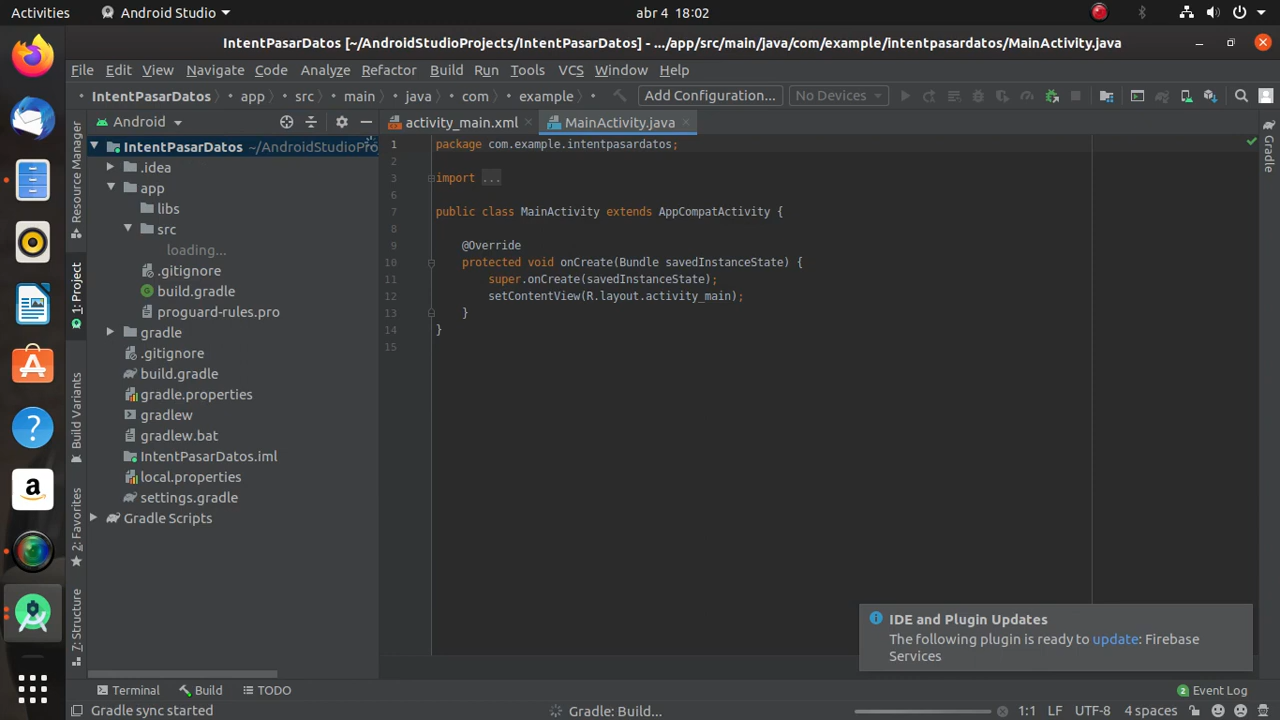 Activities
Android Studio
abr 4 18:02
IntentPasarDatos [~/AndroidStudioProjects/IntentPasarDatos] - .../app/src/main/java/com/example/intentpasardatos/MainActivity.java
File Edit View Navigate Code Analyze Refactor Build Run Tools VCS Window Help
IntentPasarDatos app src main java com example Add Configuration... No Devices
Android
activity_main.xml
MainActivity.java
Resource Manager
1: Project
Build Variants
2: Favorites
7: Structure
Gradle
IntentPasarDatos ~/AndroidStudioPro
.idea
app
libs
src
loading...
.gitignore
build.gradle
proguard-rules.pro
gradle
.gitignore
build.gradle
gradle.properties
gradlew
gradlew.bat
IntentPasarDatos.iml
local.properties
settings.gradle
Gradle Scripts
1 package com.example.intentpasardatos;
2
3 import ...
6
7 public class MainActivity extends AppCompatActivity {
8
9 @Override
10 protected void onCreate(Bundle savedInstanceState) {
11 super.onCreate(savedInstanceState);
12 setContentView(R.layout.activity_main);
13 }
14 }
15
IDE and Plugin Updates
The following plugin is ready to update: Firebase
Services
Terminal Build TODO
2 Event Log
Gradle sync started
Gradle: Build...
1:1 LF UTF-8 4 spaces